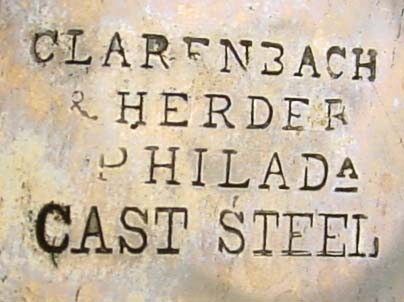 CLARENBACH
& HERDER
PHILADA
CAST STEEL